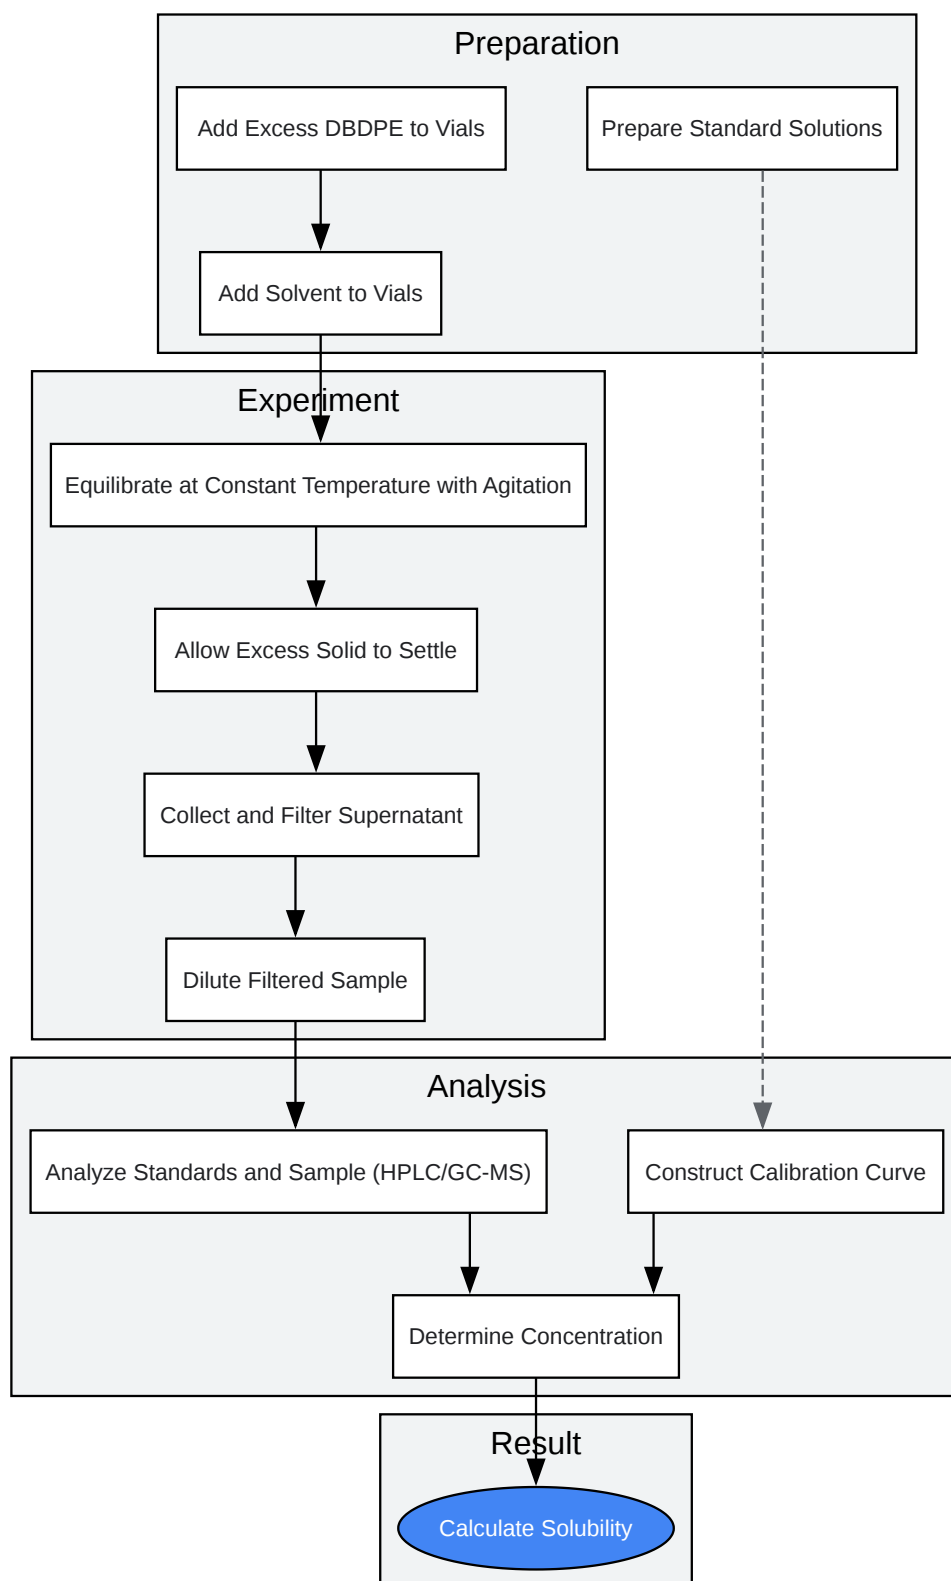 Preparation
Add Excess DBDPE to Vials
Prepare Standard Solutions
Add Solvent to Vials
Experiment
Equilibrate at Constant Temperature with Agitation
Allow Excess Solid to Settle
Collect and Filter Supernatant
Dilute Filtered Sample
Analysis
Analyze Standards and Sample (HPLC/GC-MS)
Construct Calibration Curve
Determine Concentration
Result
Calculate Solubility